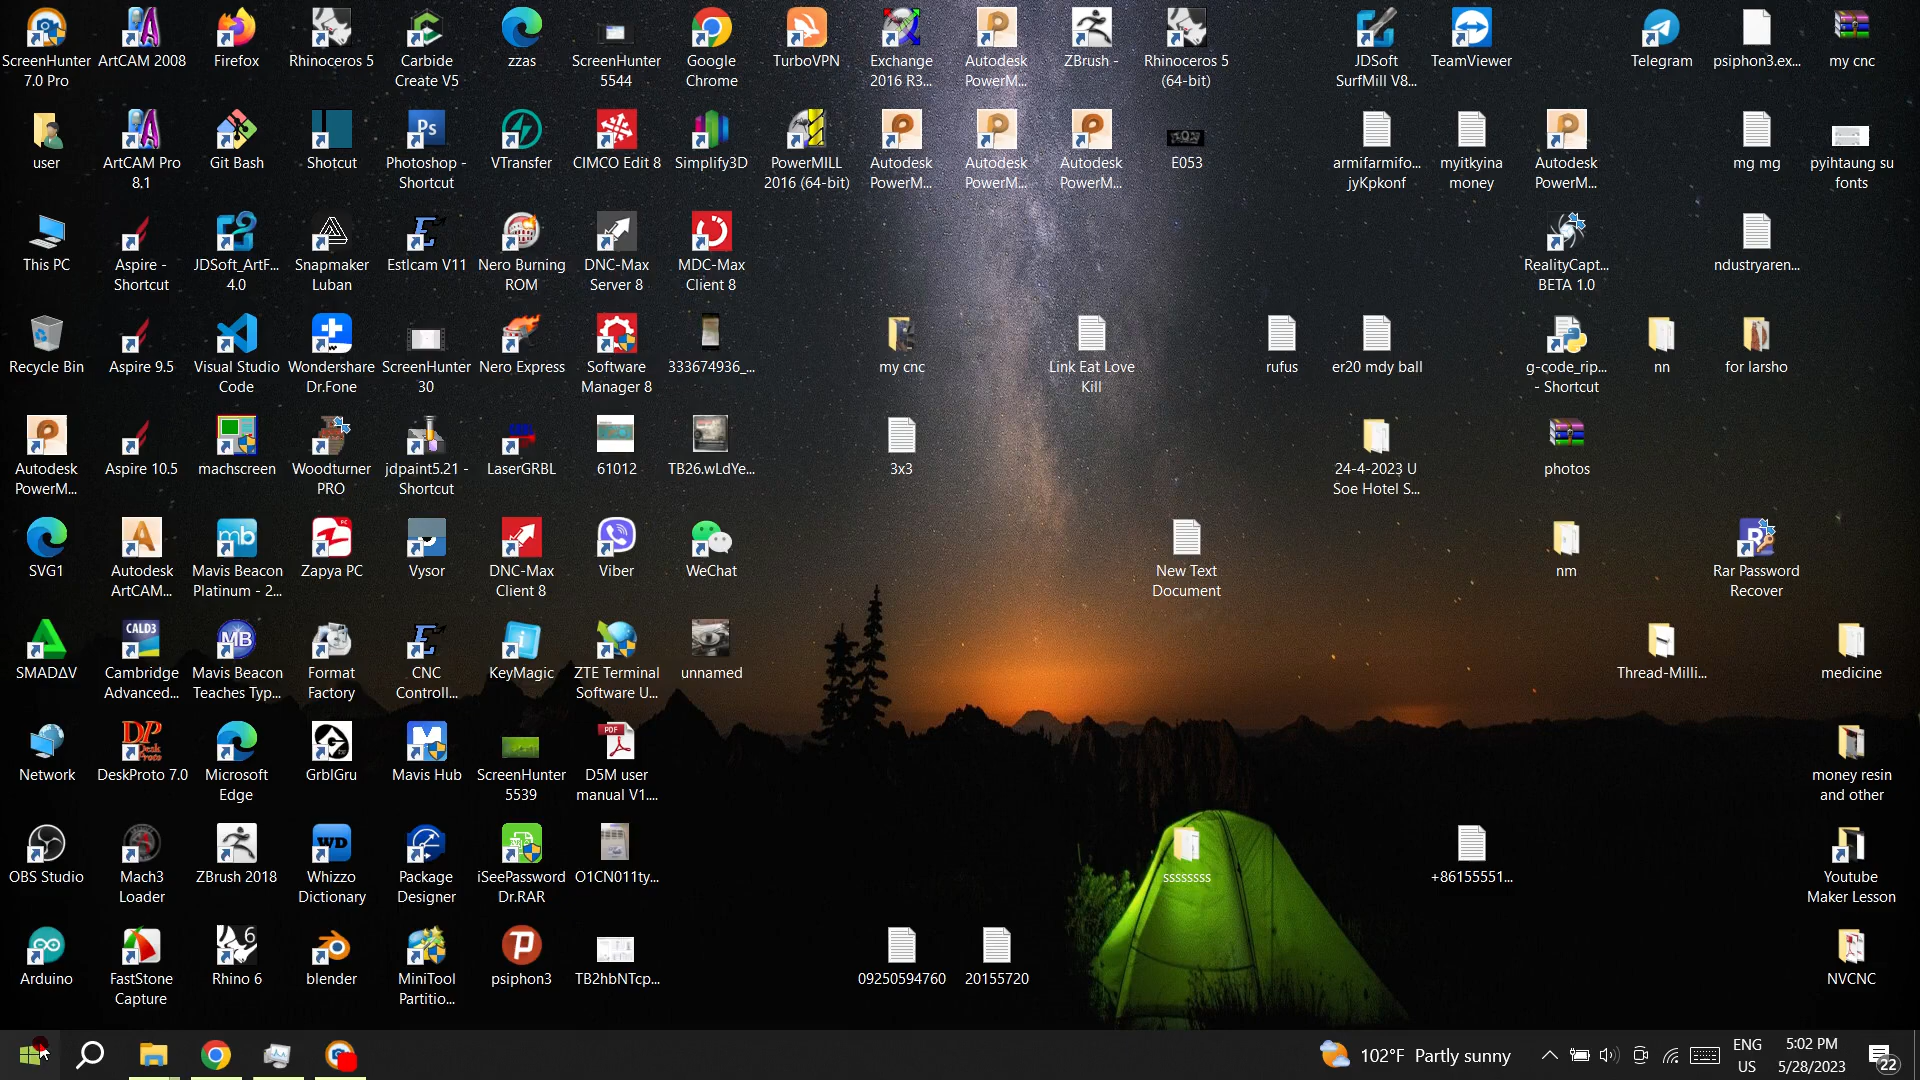 ScreenHunter
7.0 Pro
ArtCAM 2008
Firefox
Rhinoceros 5
Carbide
Create V5
zzas
ScreenHunter
5544
Google
Chrome
TurboVPN
Exchange
2016 R3...
Autodesk
PowerM...
ZBrush -
Rhinoceros 5
(64-bit)
JDSoft
SurfMill V8...
TeamViewer
Telegram
psiphon3.ex...
my cnc
user
ArtCAM Pro
8.1
Git Bash
Shotcut
Photoshop -
Shortcut
VTransfer
CIMCO Edit 8
Simplify3D
PowerMILL
2016 (64-bit)
Autodesk
PowerM...
Autodesk
PowerM...
Autodesk
PowerM...
E053
armifarmifo...
jyKpkonf
myitkyina
money
Autodesk
PowerM...
mg mg
pyihtaung su
fonts
This PC
Aspire -
Shortcut
JDSoft_ArtF...
4.0
Snapmaker
Luban
Estlcam V11
Nero Burning
ROM
DNC-Max
Server 8
MDC-Max
Client 8
RealityCapt...
BETA 1.0
ndustryaren...
Recycle Bin
Aspire 9.5
Visual Studio
Code
Wondershare
Dr.Fone
ScreenHunter
30
Nero Express
Software
Manager 8
333674936_...
my cnc
Link Eat Love
Kill
rufus
er20 mdy ball
g-code_rip...
- Shortcut
nn
for larsho
Autodesk
PowerM...
Aspire 10.5
machscreen
Woodturner
PRO
jdpaint5.21 -
Shortcut
LaserGRBL
61012
TB26.wLdYe...
3x3
24-4-2023 U
Soe Hotel S...
photos
SVG1
Autodesk
ArtCAM...
Mavis Beacon
Platinum - 2...
Zapya PC
Vysor
DNC-Max
Client 8
Viber
WeChat
New Text
Document
nm
Rar Password
Recover
SMADΔV
Cambridge
Advanced...
Mavis Beacon
Teaches Typ...
Format
Factory
CNC
Controll...
KeyMagic
ZTE Terminal
Software U...
unnamed
Thread-Milli...
medicine
Network
DeskProto 7.0
Microsoft
Edge
GrblGru
Mavis Hub
ScreenHunter
5539
D5M user
manual V1....
money resin
and other
OBS Studio
Mach3
Loader
ZBrush 2018
Whizzo
Dictionary
Package
Designer
iSeePassword
Dr.RAR
O1CN011ty...
ssssssss
+86155551...
Youtube
Maker Lesson
Arduino
FastStone
Capture
Rhino 6
blender
MiniTool
Partitio...
psiphon3
TB2hbNTcp...
09250594760
20155720
NVCNC
102°F Partly sunny
ENG
US
5:02 PM
5/28/2023
22